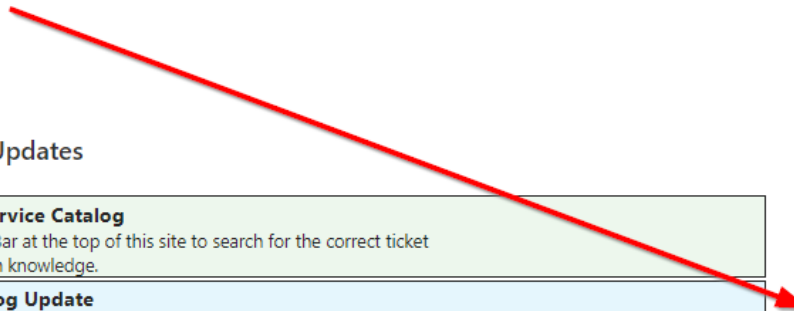 Updates
rvice Catalog
Bar at the top of this site to search for the correct ticket
n knowledge.
og Update